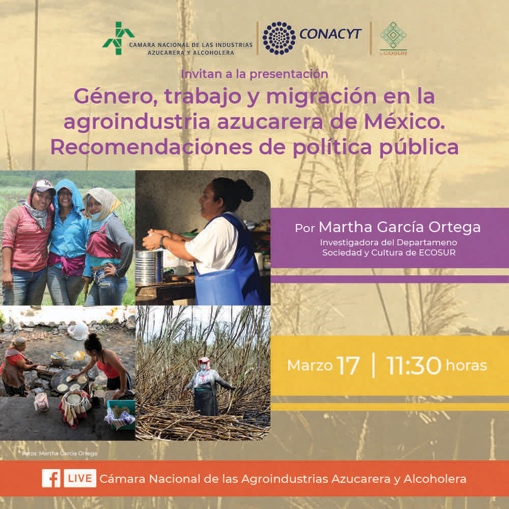 CÁMARA NACIONAL DE LAS INDUSTRIAS
AZUCARERA Y ALCOHOLERA
CONACYT
ECOSUR
Invitan a la presentación
Género, trabajo y migración en la
agroindustria azucarera de México.
Recomendaciones de política pública
Por Martha García Ortega
Investigadora del Departameno
Sociedad y Cultura de ECOSUR
Marzo 17 | 11:30 horas
Fotos: Martha García Ortega
f LIVE Cámara Nacional de las Agroindustrias Azucarera y Alcoholera